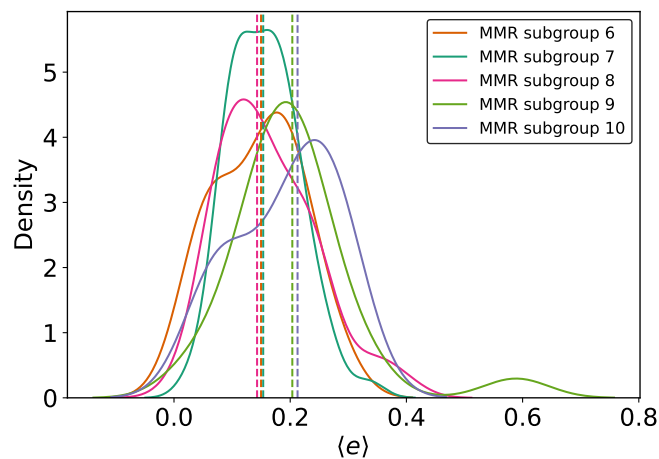 MMR subgroup 6
MMR subgroup 7
MMR subgroup 8
MMR subgroup 9
MMR subgroup 10
Density
5
4
3
2
1
0
0.0 0.2 0.4 0.6 0.8
⟨e⟩